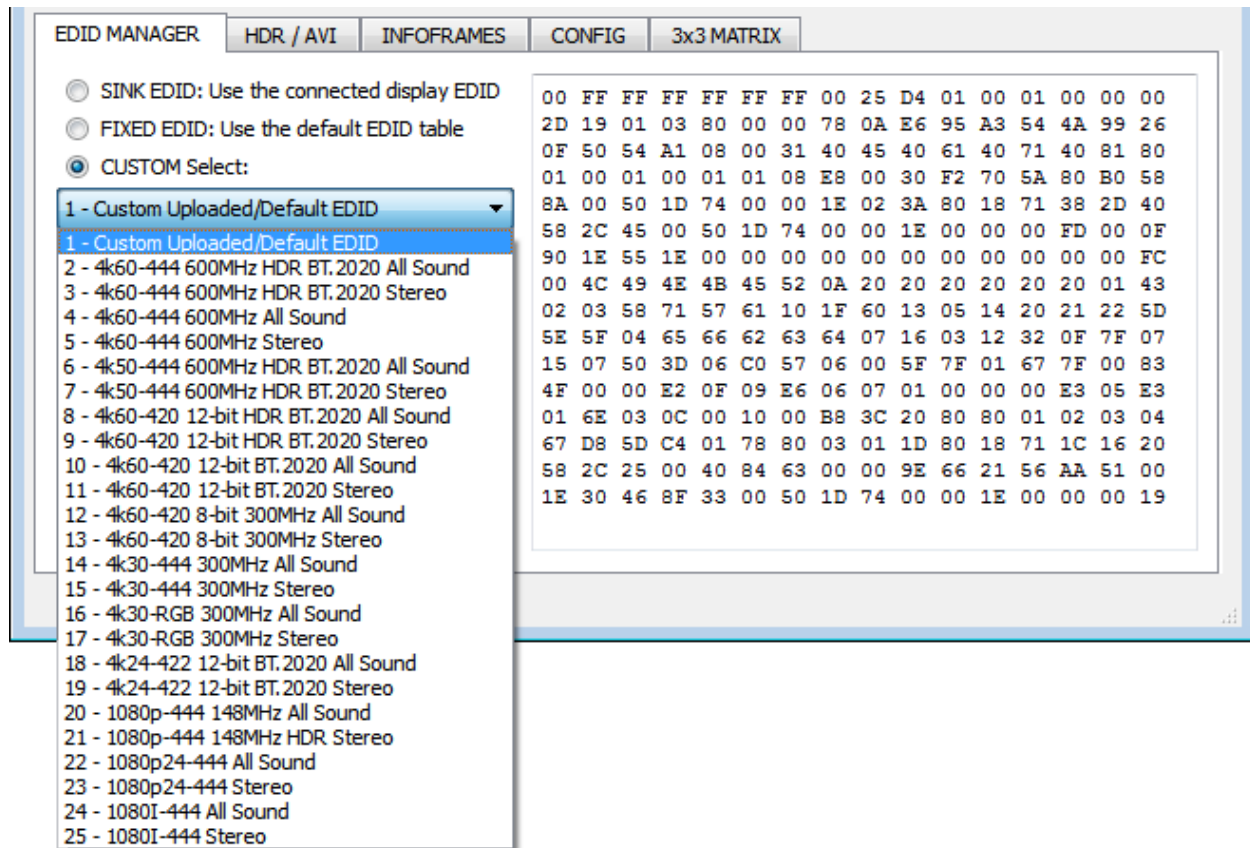 EDID MANAGER HDR / AVI INFOFRAMES CONFIG 3x3 MATRIX
SINK EDID: Use the connected display EDID
FIXED EDID: Use the default EDID table
CUSTOM Select:
1 - Custom Uploaded/Default EDID
1 - Custom Uploaded/Default EDID
2 - 4k60-444 600MHz HDR BT.2020 All Sound
3 - 4k60-444 600MHz HDR BT.2020 Stereo
4 - 4k60-444 600MHz All Sound
5 - 4k60-444 600MHz Stereo
6 - 4k50-444 600MHz HDR BT.2020 All Sound
7 - 4k50-444 600MHz HDR BT.2020 Stereo
8 - 4k60-420 12-bit HDR BT.2020 All Sound
9 - 4k60-420 12-bit HDR BT.2020 Stereo
10 - 4k60-420 12-bit BT.2020 All Sound
11 - 4k60-420 12-bit BT.2020 Stereo
12 - 4k60-420 8-bit 300MHz All Sound
13 - 4k60-420 8-bit 300MHz Stereo
14 - 4k30-444 300MHz All Sound
15 - 4k30-444 300MHz Stereo
16 - 4k30-RGB 300MHz All Sound
17 - 4k30-RGB 300MHz Stereo
18 - 4k24-422 12-bit BT.2020 All Sound
19 - 4k24-422 12-bit BT.2020 Stereo
20 - 1080p-444 148MHz All Sound
21 - 1080p-444 148MHz HDR Stereo
22 - 1080p24-444 All Sound
23 - 1080p24-444 Stereo
24 - 1080I-444 All Sound
25 - 1080I-444 Stereo
00 FF FF FF FF FF FF 00 25 D4 01 00 01 00 00 00
2D 19 01 03 80 00 00 78 0A E6 95 A3 54 4A 99 26
0F 50 54 A1 08 00 31 40 45 40 61 40 71 40 81 80
01 00 01 00 01 01 08 E8 00 30 F2 70 5A 80 B0 58
8A 00 50 1D 74 00 00 1E 02 3A 80 18 71 38 2D 40
58 2C 45 00 50 1D 74 00 00 1E 00 00 00 FD 00 0F
90 1E 55 1E 00 00 00 00 00 00 00 00 00 00 00 FC
00 4C 49 4E 4B 45 52 0A 20 20 20 20 20 20 01 43
02 03 58 71 57 61 10 1F 60 13 05 14 20 21 22 5D
5E 5F 04 65 66 62 63 64 07 16 03 12 32 0F 7F 07
15 07 50 3D 06 C0 57 06 00 5F 7F 01 67 7F 00 83
4F 00 00 E2 0F 09 E6 06 07 01 00 00 00 E3 05 E3
01 6E 03 0C 00 10 00 B8 3C 20 80 80 01 02 03 04
67 D8 5D C4 01 78 80 03 01 1D 80 18 71 1C 16 20
58 2C 25 00 40 84 63 00 00 9E 66 21 56 AA 51 00
1E 30 46 8F 33 00 50 1D 74 00 00 1E 00 00 00 19